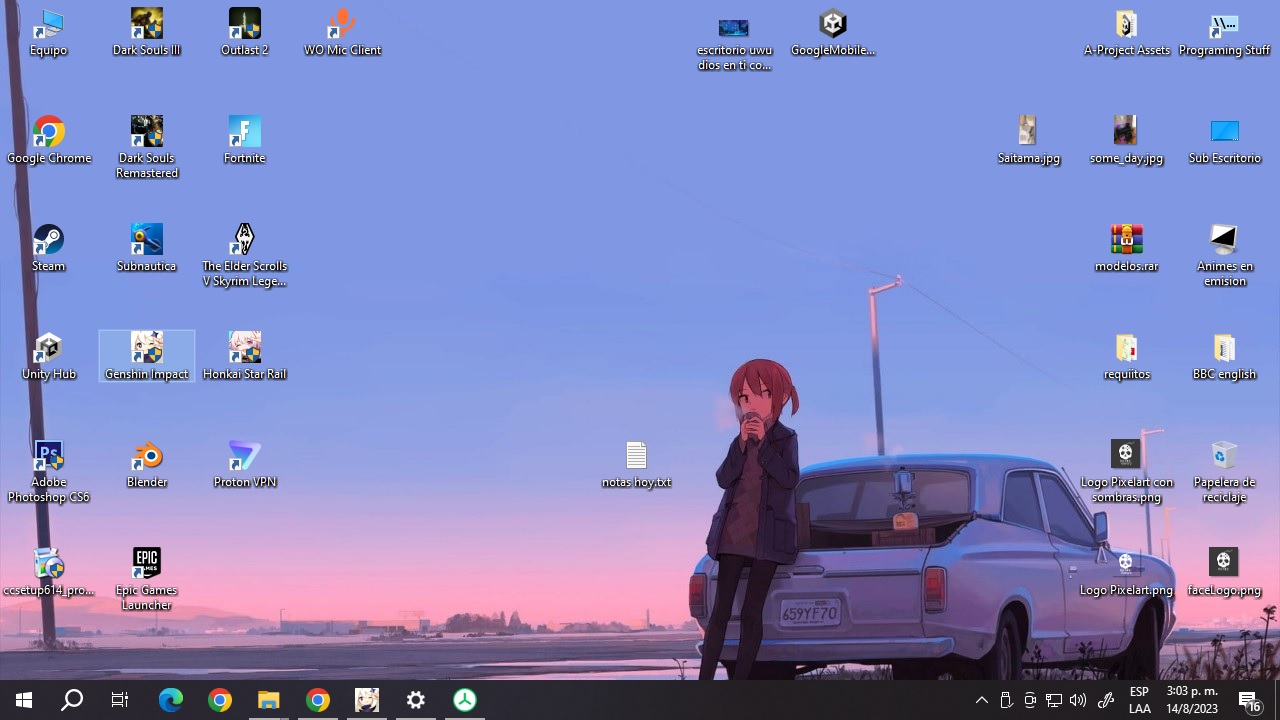 Equipo
Dark Souls III
Outlast 2
WO Mic Client
escritorio uwu
dios en ti co...
GoogleMobile...
A-Project Assets
Programing Stuff
Google Chrome
Dark Souls
Remastered
Fortnite
Saitama.jpg
some_day.jpg
Sub Escritorio
Steam
Subnautica
The Elder Scrolls
V Skyrim Lege...
modelos.rar
Animes en
emision
Unity Hub
Genshin Impact
Honkai Star Rail
requiitos
BBC english
Ps
Adobe
Photoshop CS6
Blender
Proton VPN
notas hoy.txt
Logo Pixelart con
sombras.png
Papelera de
reciclaje
ccsetup614_pro...
EPIC
GAMES
Epic Games
Launcher
Logo Pixelart.png
faceLogo.png
659YF70
ESP
LAA
3:03 p. m.
14/8/2023
16